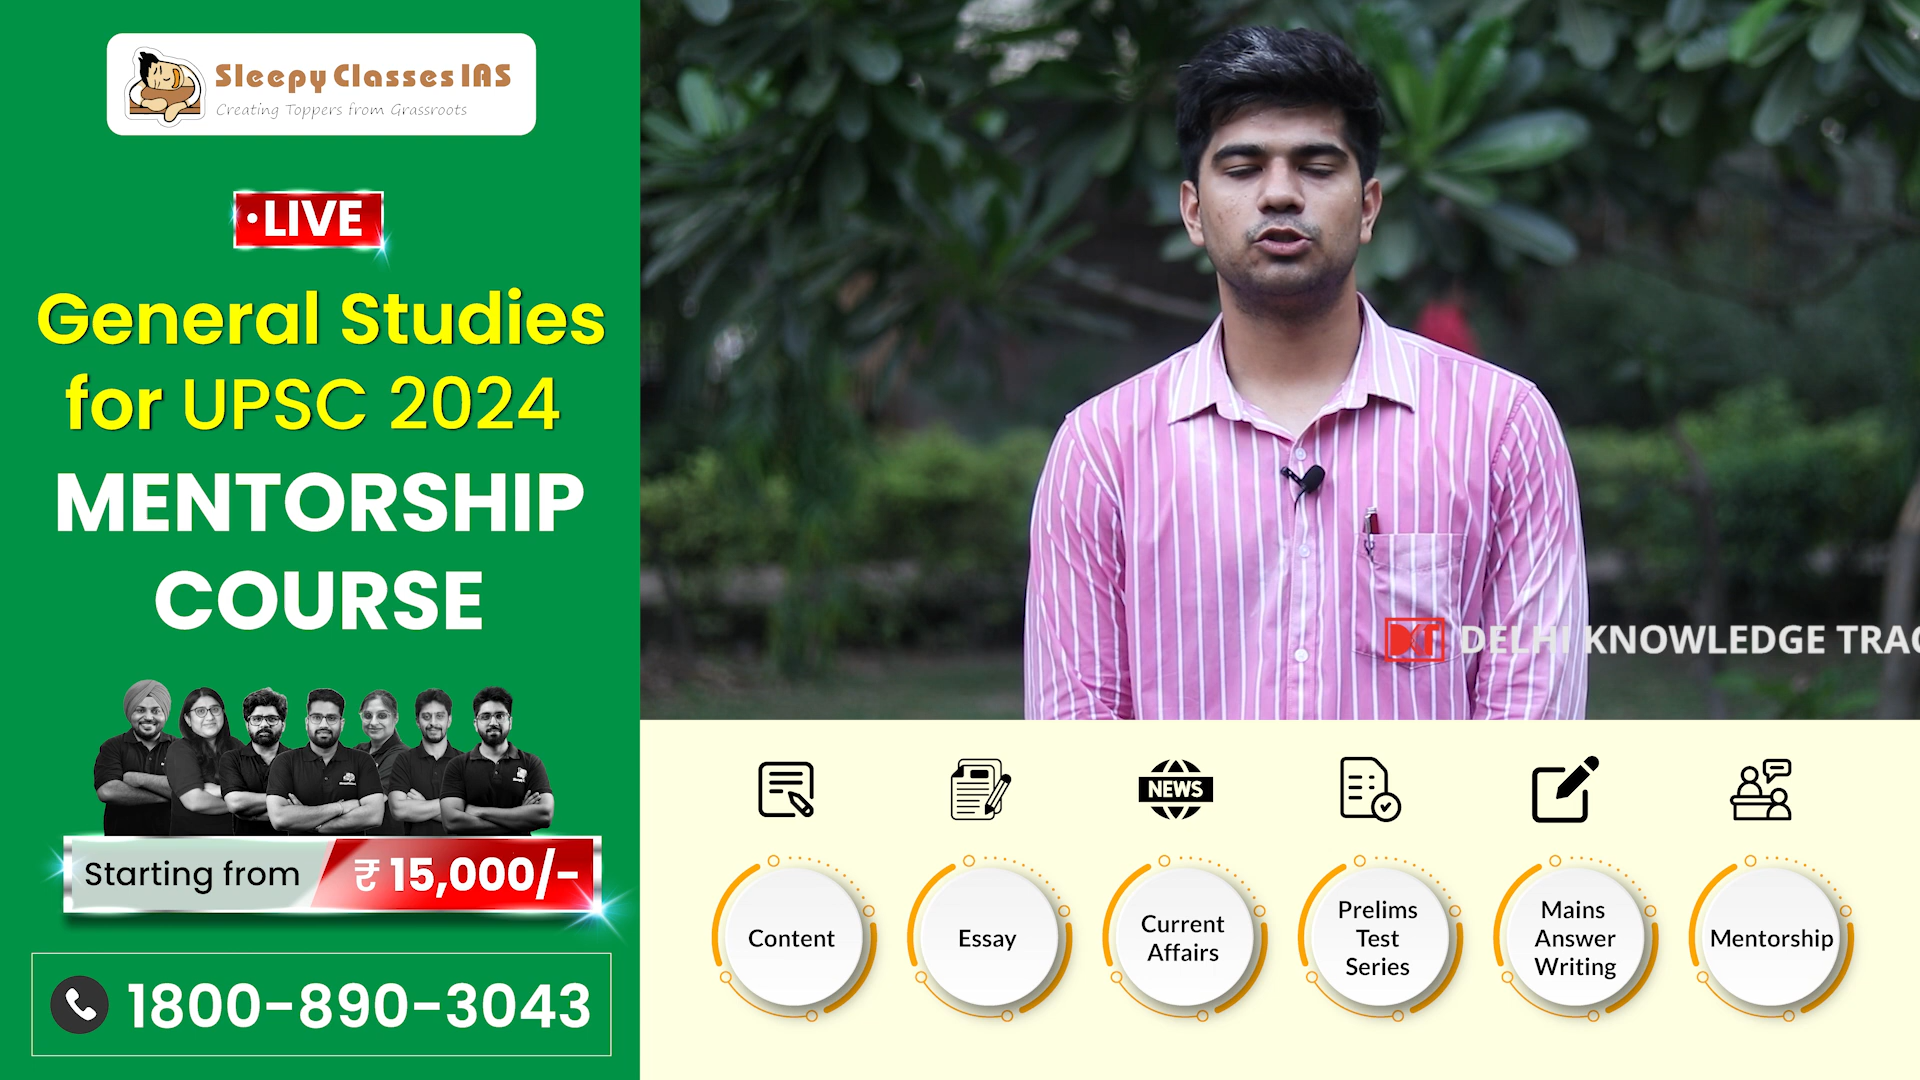 Sleepy Classes IAS
Creating Toppers from Grassroots
LIVE
General Studies
for UPSC 2024
MENTORSHIP
COURSE
Starting from ₹ 15,000/-
1800-890-3043
DELHI KNOWLEDGE TRAC
NEWS
Content
Essay
Current
Affairs
Prelims
Test
Series
Mains
Answer
Writing
Mentorship